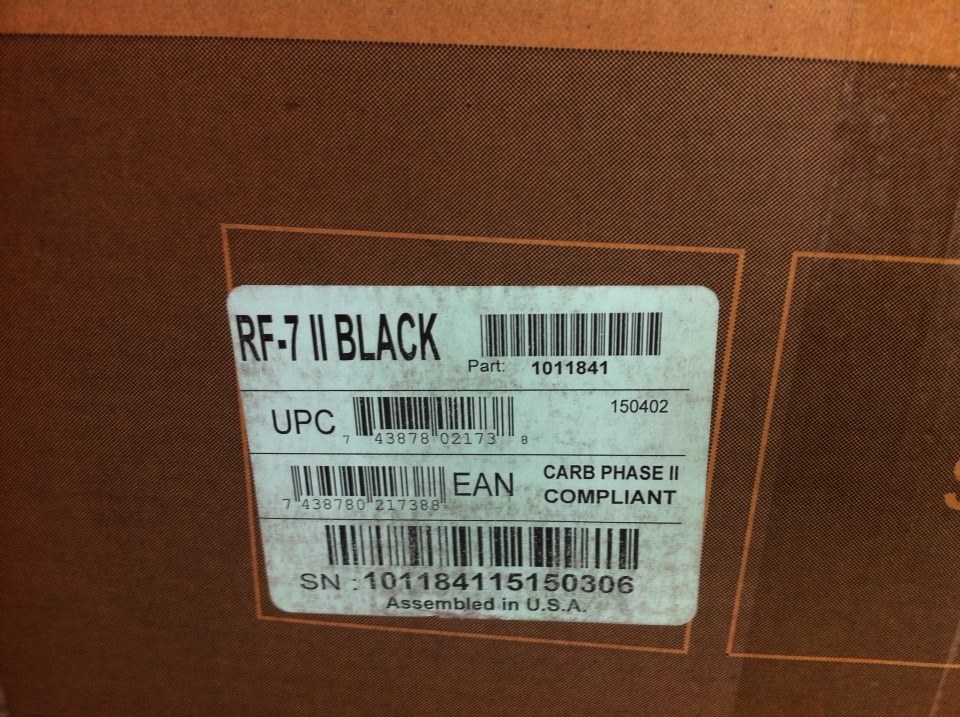 RF-7 II BLACK
Part: 1011841
UPC
7 43878 02173 8
150402
7 438780 217388
EAN
CARB PHASE II
COMPLIANT
SN : 101184115150306
Assembled in U.S.A.